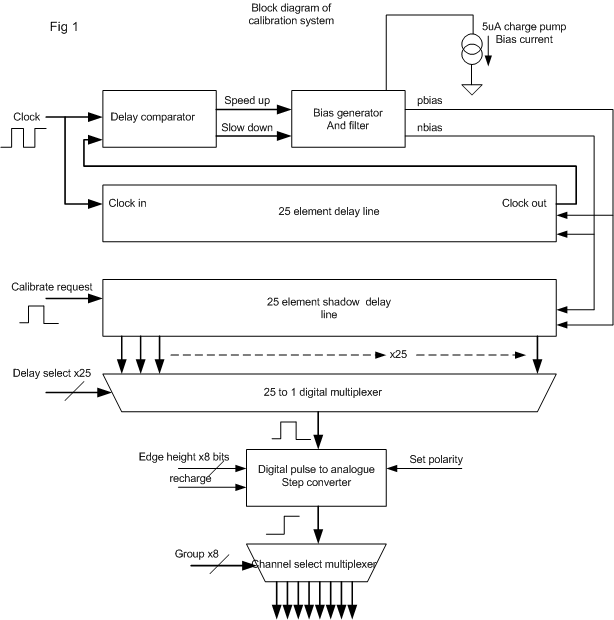 Block diagram of
calibration system
Fig 1
5uA charge pump
Bias current
Clock
Delay comparator
Speed up
Slow down
Bias generator
And filter
pbias
nbias
Clock in
25 element delay line
Clock out
Calibrate request
25 element shadow delay
line
x25
Delay select x25
25 to 1 digital multiplexer
Edge height x8 bits
recharge
Digital pulse to analogue
Step converter
Set polarity
Group x8
Channel select multiplexer